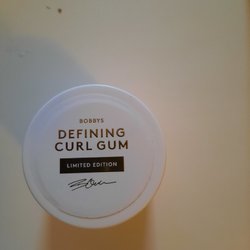 BOBBYS
DEFINING
CURL GUM
LIMITED EDITION